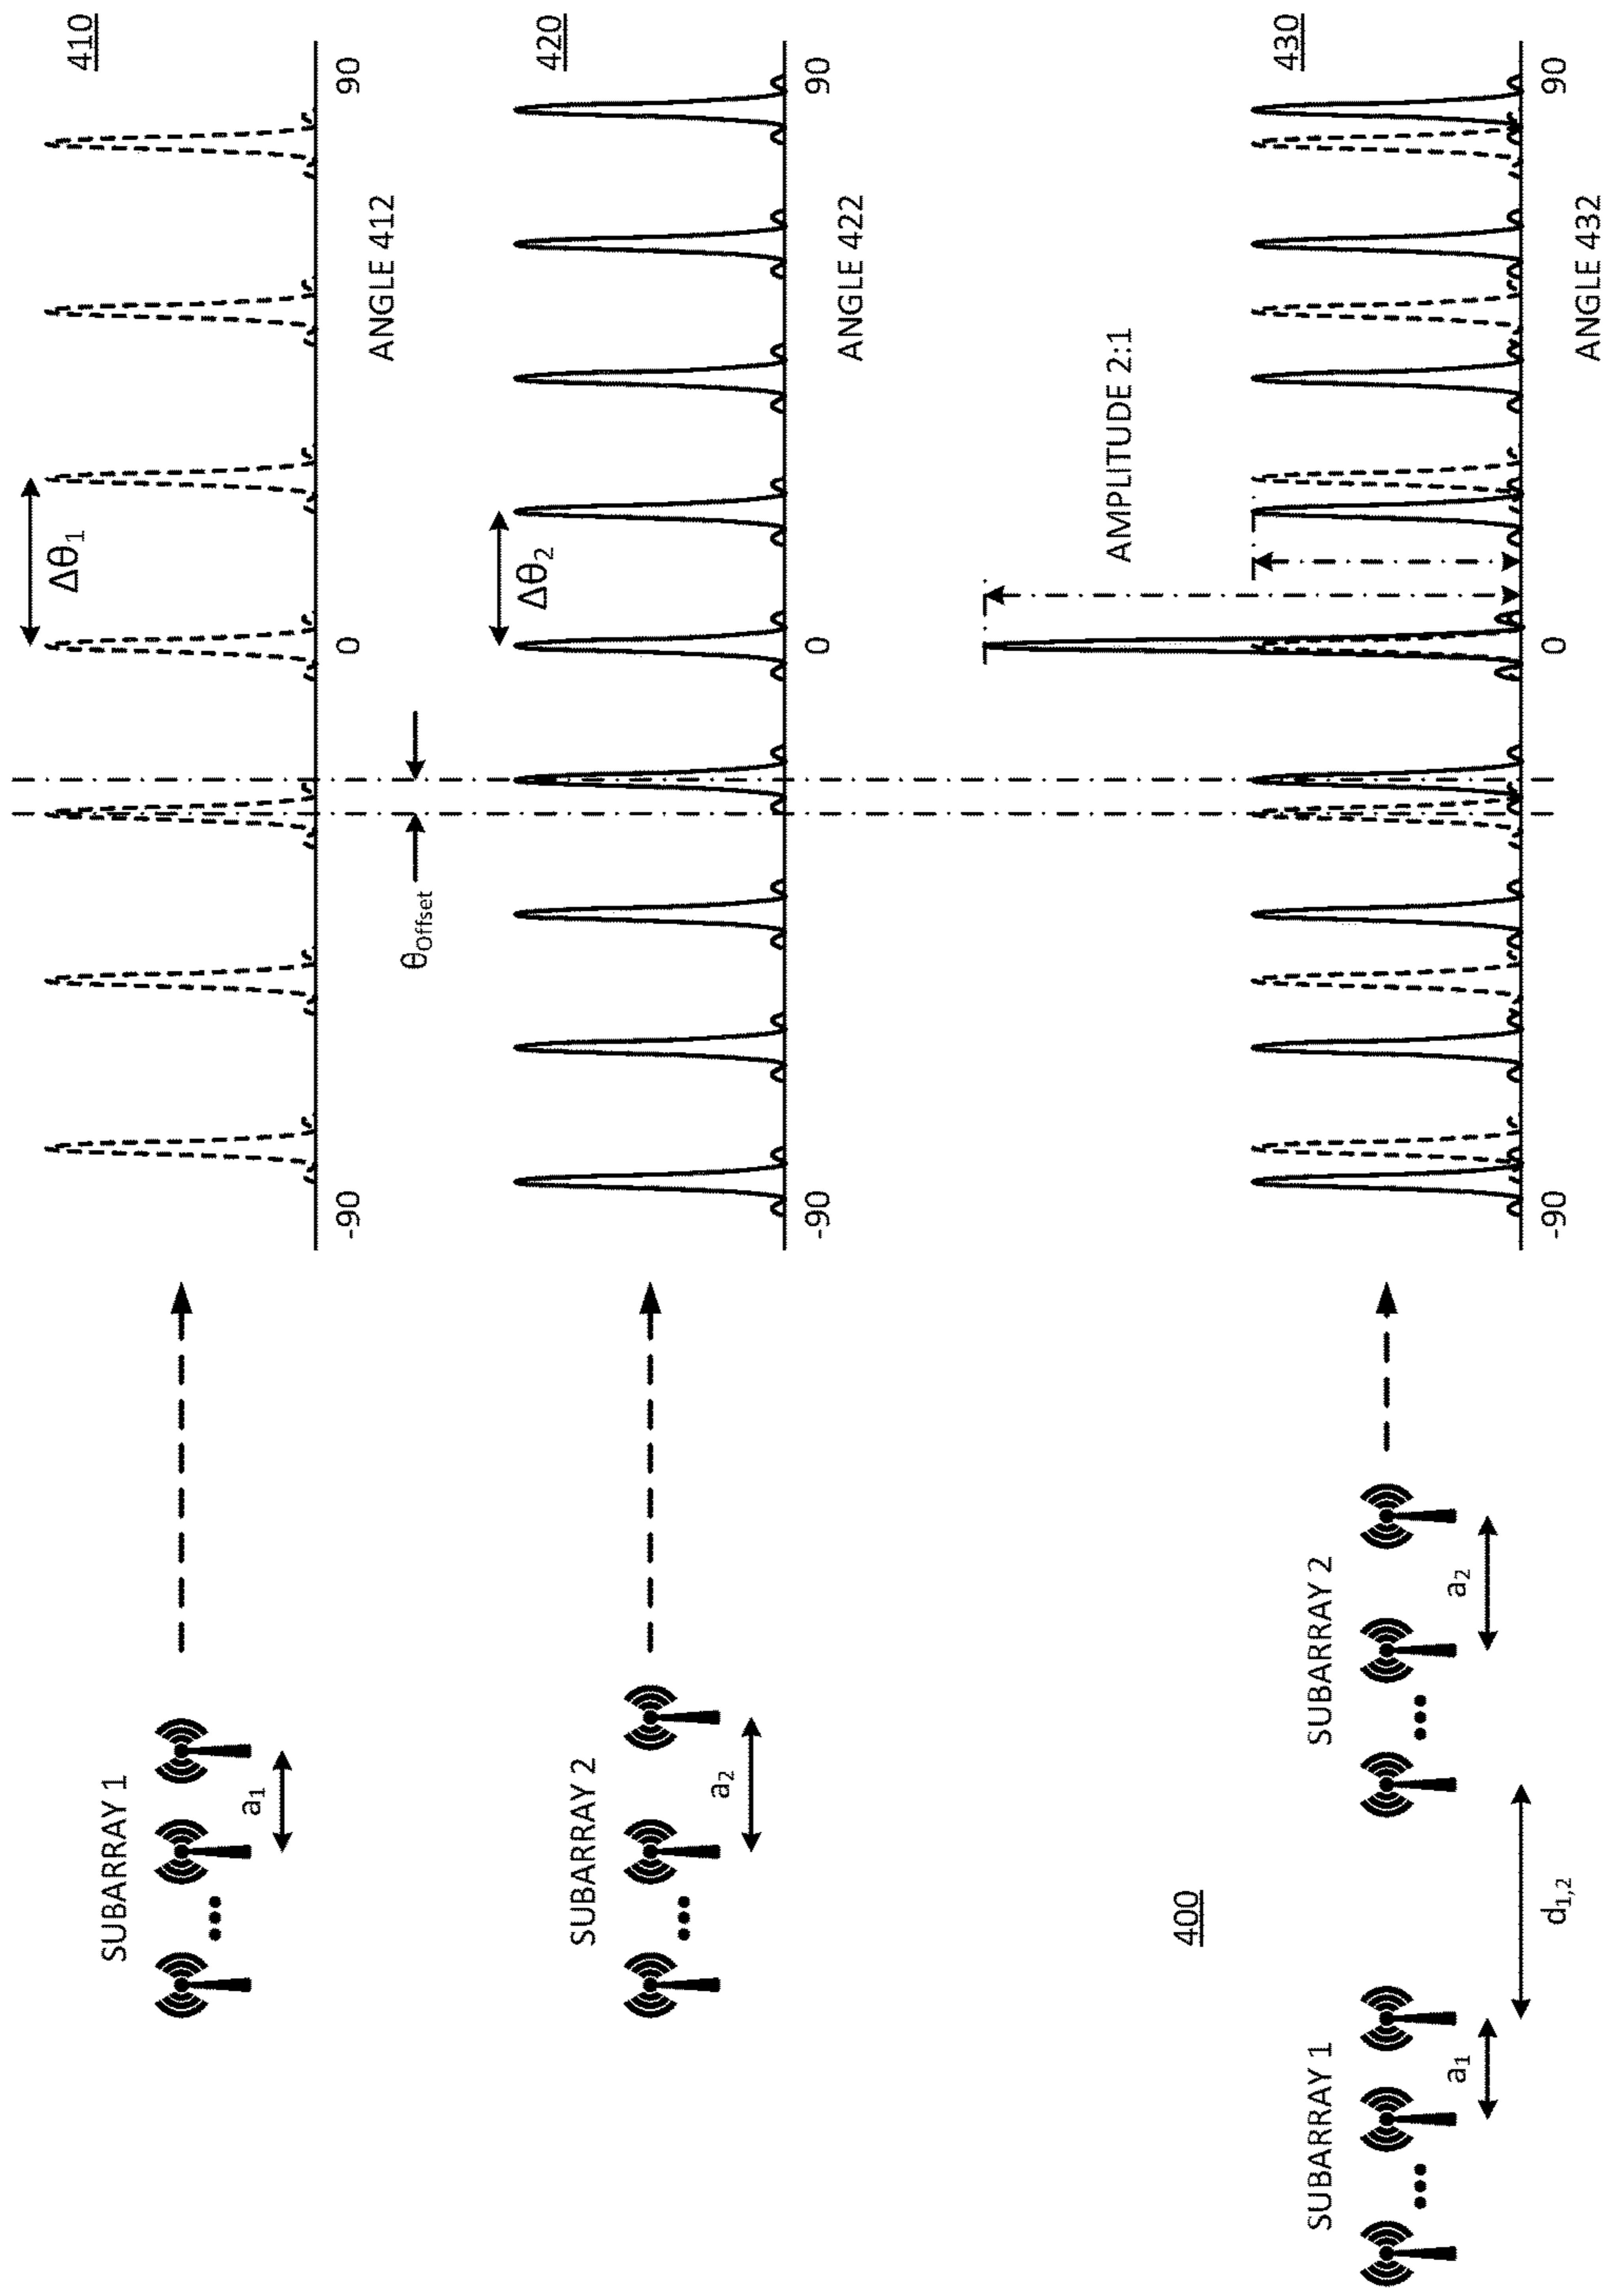 SUBARRAY 1
a1
Δθ1
410
-90
0
90
ANGLE 412
θOffset
SUBARRAY 2
a2
Δθ2
420
-90
0
90
ANGLE 422
400
AMPLITUDE 2:1
430
SUBARRAY 1
SUBARRAY 2
a1
a2
d1,2
-90
0
90
ANGLE 432